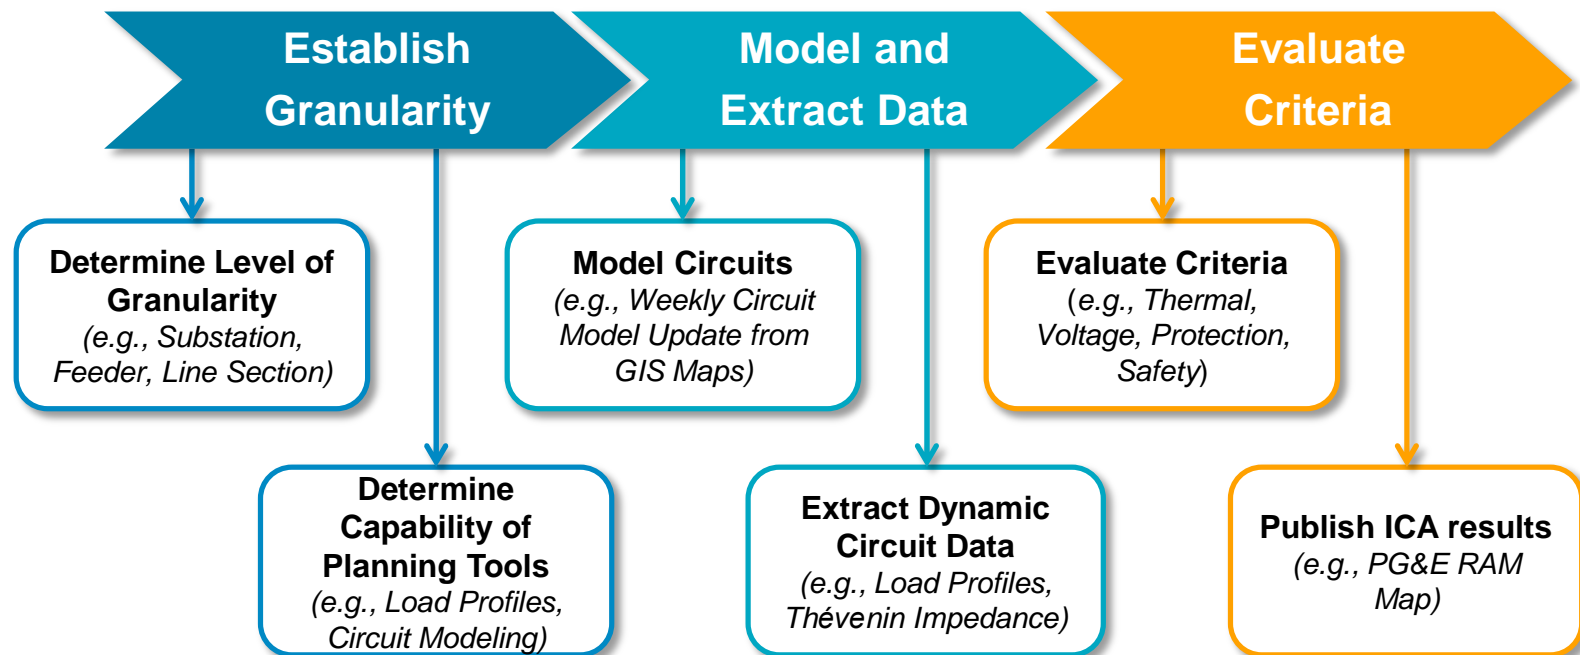 Establish
Granularity
Model and
Extract Data
Evaluate
Criteria
Determine Level of
Granularity
(e.g., Substation,
Feeder, Line Section)
Model Circuits
(e.g., Weekly Circuit
Model Update from
GIS Maps)
Evaluate Criteria
(e.g., Thermal,
Voltage, Protection,
Safety)
Determine
Capability of
Planning Tools
(e.g., Load Profiles,
Circuit Modeling)
Extract Dynamic
Circuit Data
(e.g., Load Profiles,
Thévenin Impedance)
Publish ICA results
(e.g., PG&E RAM
Map)